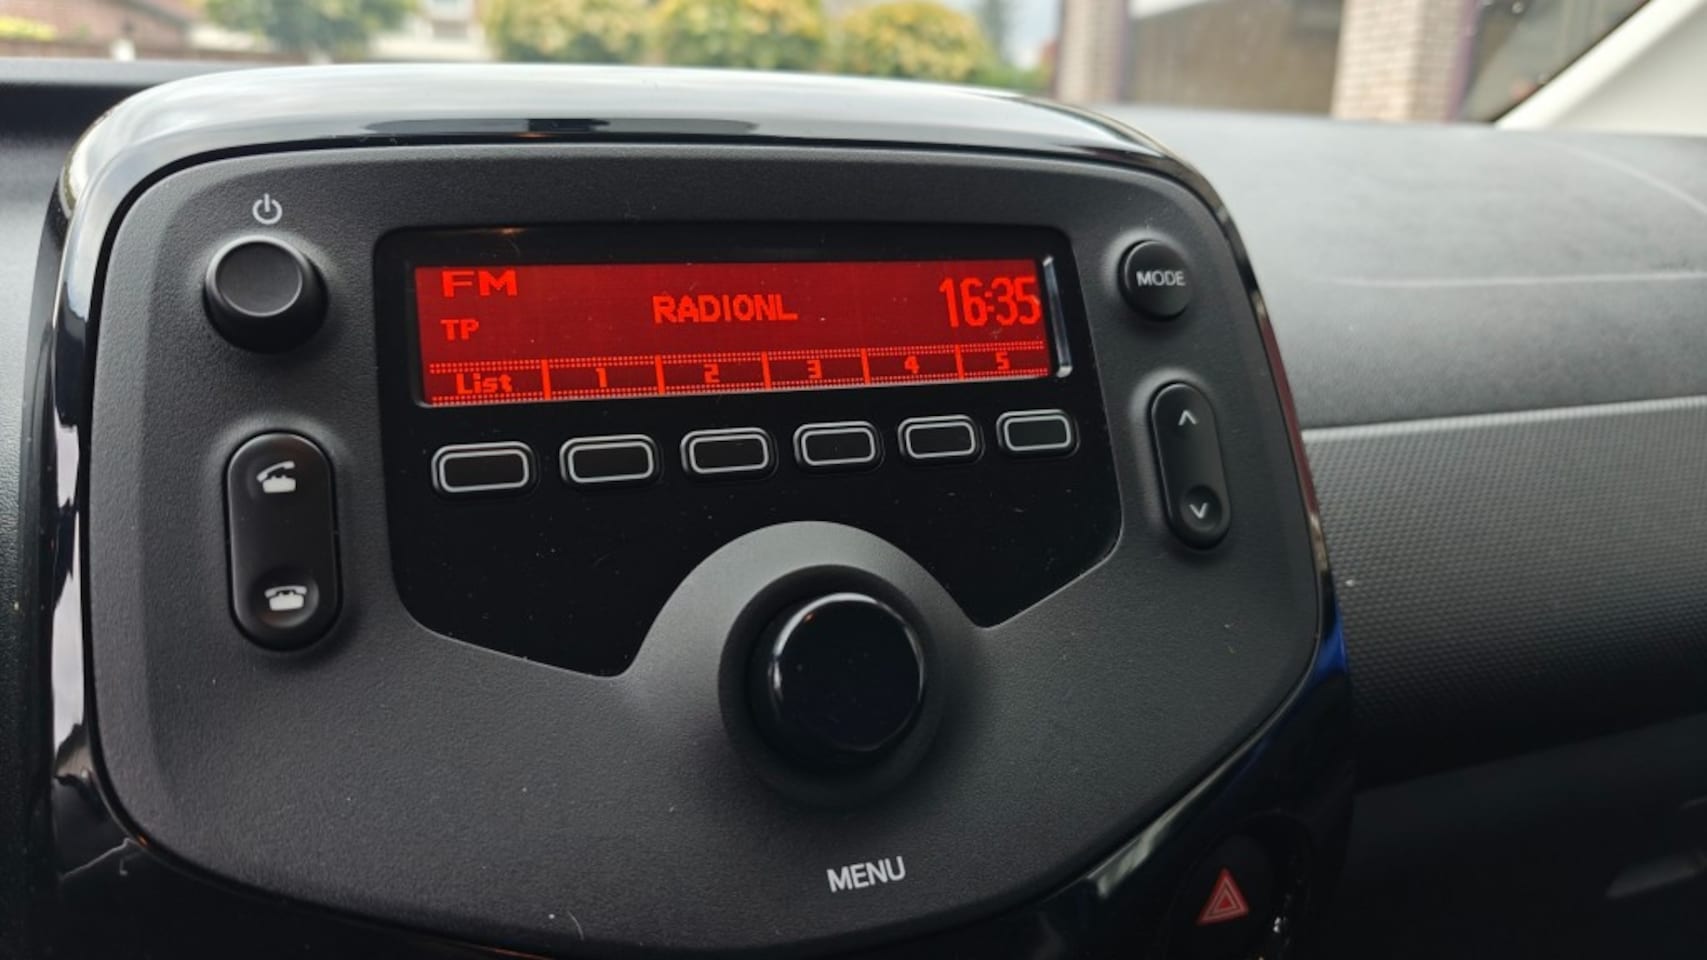 FM
TP
RADIONL
16:35
List 1 2 3 4 5
MODE
MENU